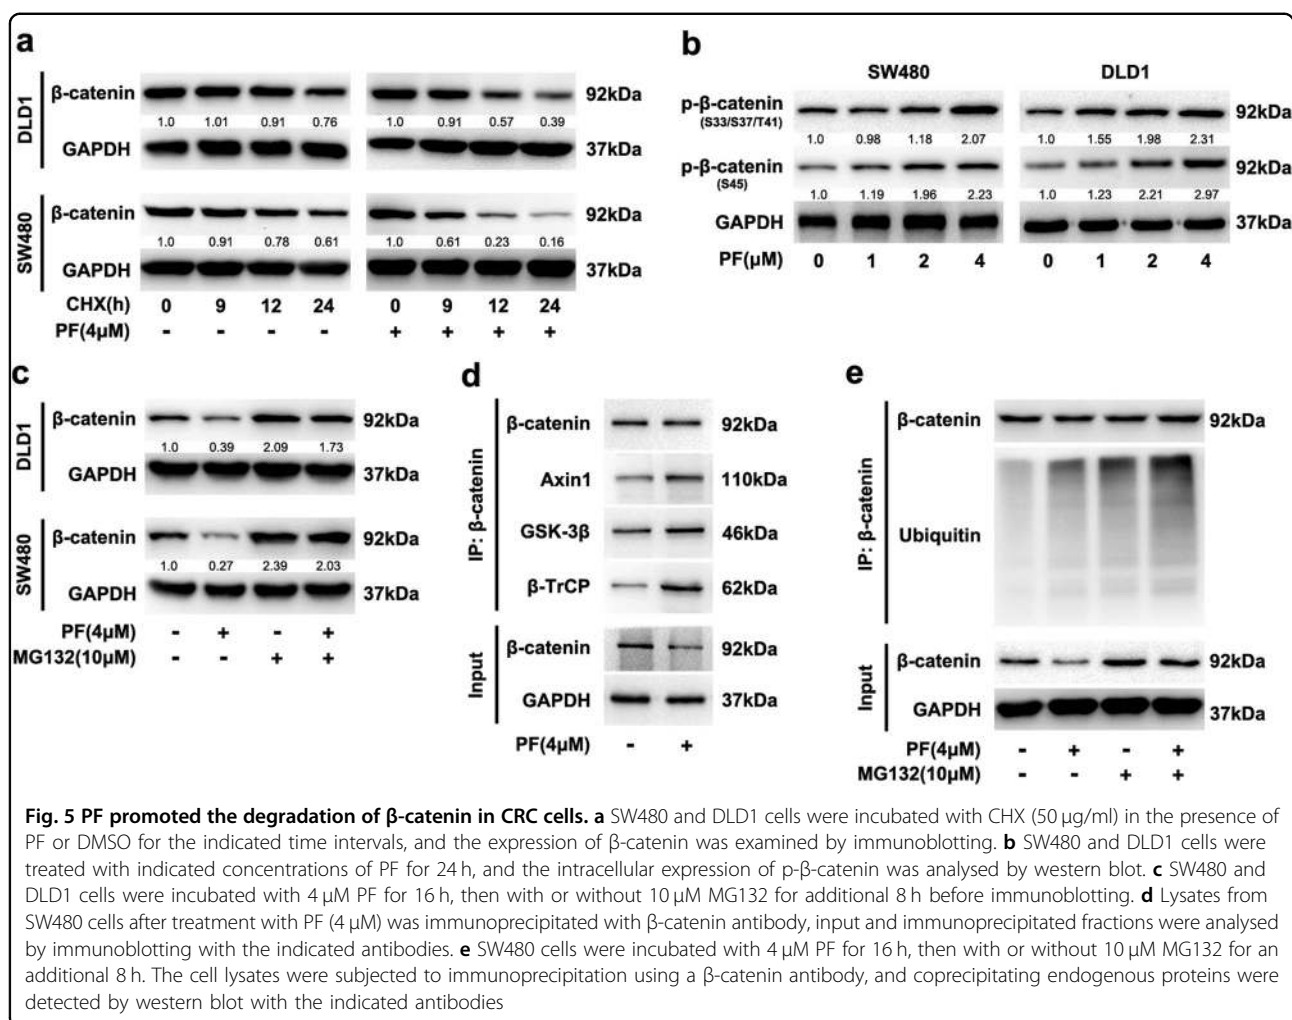 a
DLD1
β-catenin 92kDa
1.0 1.01 0.91 0.76 1.0 0.91 0.57 0.39
GAPDH 37kDa
SW480
β-catenin 92kDa
1.0 0.91 0.78 0.61 1.0 0.61 0.23 0.16
GAPDH 37kDa
CHX(h) 0 9 12 24 0 9 12 24
PF(4μM) - - - - + + + +
b
SW480 DLD1
p-β-catenin 92kDa
(S33/S37/T41)
1.0 0.98 1.18 2.07 1.0 1.55 1.98 2.31
p-β-catenin 92kDa
(S45)
1.0 1.19 1.96 2.23 1.0 1.23 2.21 2.97
GAPDH 37kDa
PF(μM) 0 1 2 4 0 1 2 4
c
DLD1
β-catenin 92kDa
1.0 0.39 2.09 1.73
GAPDH 37kDa
SW480
β-catenin 92kDa
1.0 0.27 2.39 2.03
GAPDH 37kDa
PF(4μM) - + - +
MG132(10μM) - - + +
d
IP: β-catenin
β-catenin 92kDa
Axin1 110kDa
GSK-3β 46kDa
β-TrCP 62kDa
Input
β-catenin 92kDa
GAPDH 37kDa
PF(4μM) - +
e
IP: β-catenin
β-catenin 92kDa
Ubiquitin
Input
β-catenin 92kDa
GAPDH 37kDa
PF(4μM) - + - +
MG132(10μM) - - + +
Fig. 5 PF promoted the degradation of β-catenin in CRC cells. a SW480 and DLD1 cells were incubated with CHX (50 μg/ml) in the presence of
PF or DMSO for the indicated time intervals, and the expression of β-catenin was examined by immunoblotting. b SW480 and DLD1 cells were
treated with indicated concentrations of PF for 24 h, and the intracellular expression of p-β-catenin was analysed by western blot. c SW480 and
DLD1 cells were incubated with 4 μM PF for 16 h, then with or without 10 μM MG132 for additional 8 h before immunoblotting. d Lysates from
SW480 cells after treatment with PF (4 μM) was immunoprecipitated with β-catenin antibody, input and immunoprecipitated fractions were analysed
by immunoblotting with the indicated antibodies. e SW480 cells were incubated with 4 μM PF for 16 h, then with or without 10 μM MG132 for an
additional 8 h. The cell lysates were subjected to immunoprecipitation using a β-catenin antibody, and coprecipitating endogenous proteins were
detected by western blot with the indicated antibodies